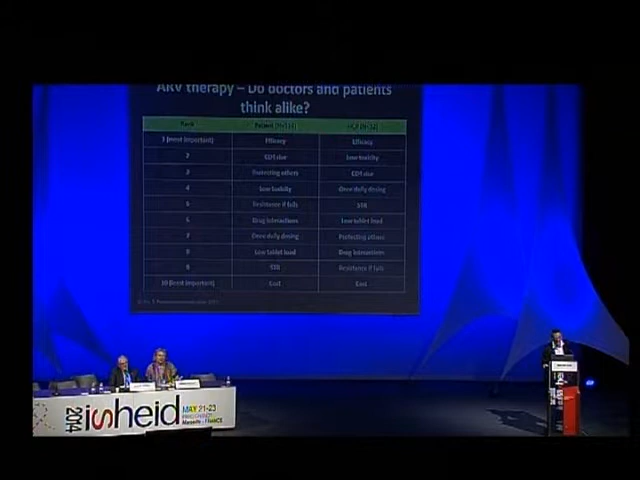 ARV therapy – Do doctors and patients
think alike?
Rank
1 (most important) Efficacy Efficacy
2 CD4 rise Low toxicity
3 Protecting others CD4 rise
4 Low toxicity Once daily dosing
5 Resistance if fails STR
6 Drug interactions Low tablet load
7 Once daily dosing Protecting others
8 Low tablet load Drug interactions
9 STR Resistance if fails
10 (least important) Cost Cost
2014
isheid
MAY 21-23
Marseille - FRANCE